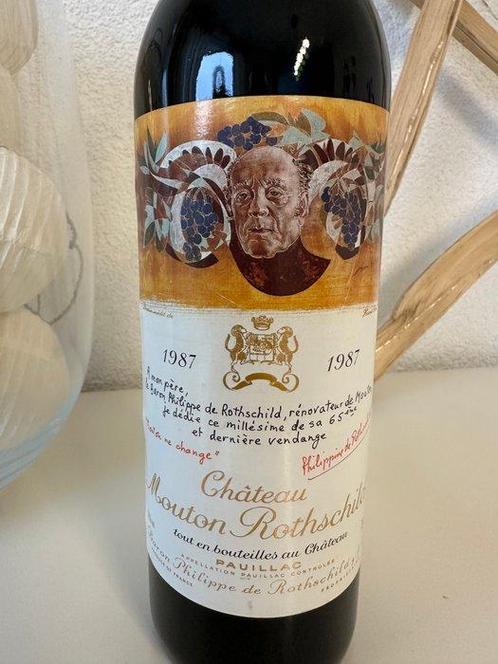 1987 1987
A mon père,
le Baron Philippe de Rothschild, rénovateur de Mouton
je dédie ce millésime de sa 65ème
et dernière vendange
ne change"
Philippine de
Château
Mouton Rothschild
tout en bouteilles au Château
PAUILLAC
APPELLATION PAUILLAC CONTROLÉE
Baron Philippe de Rothschild